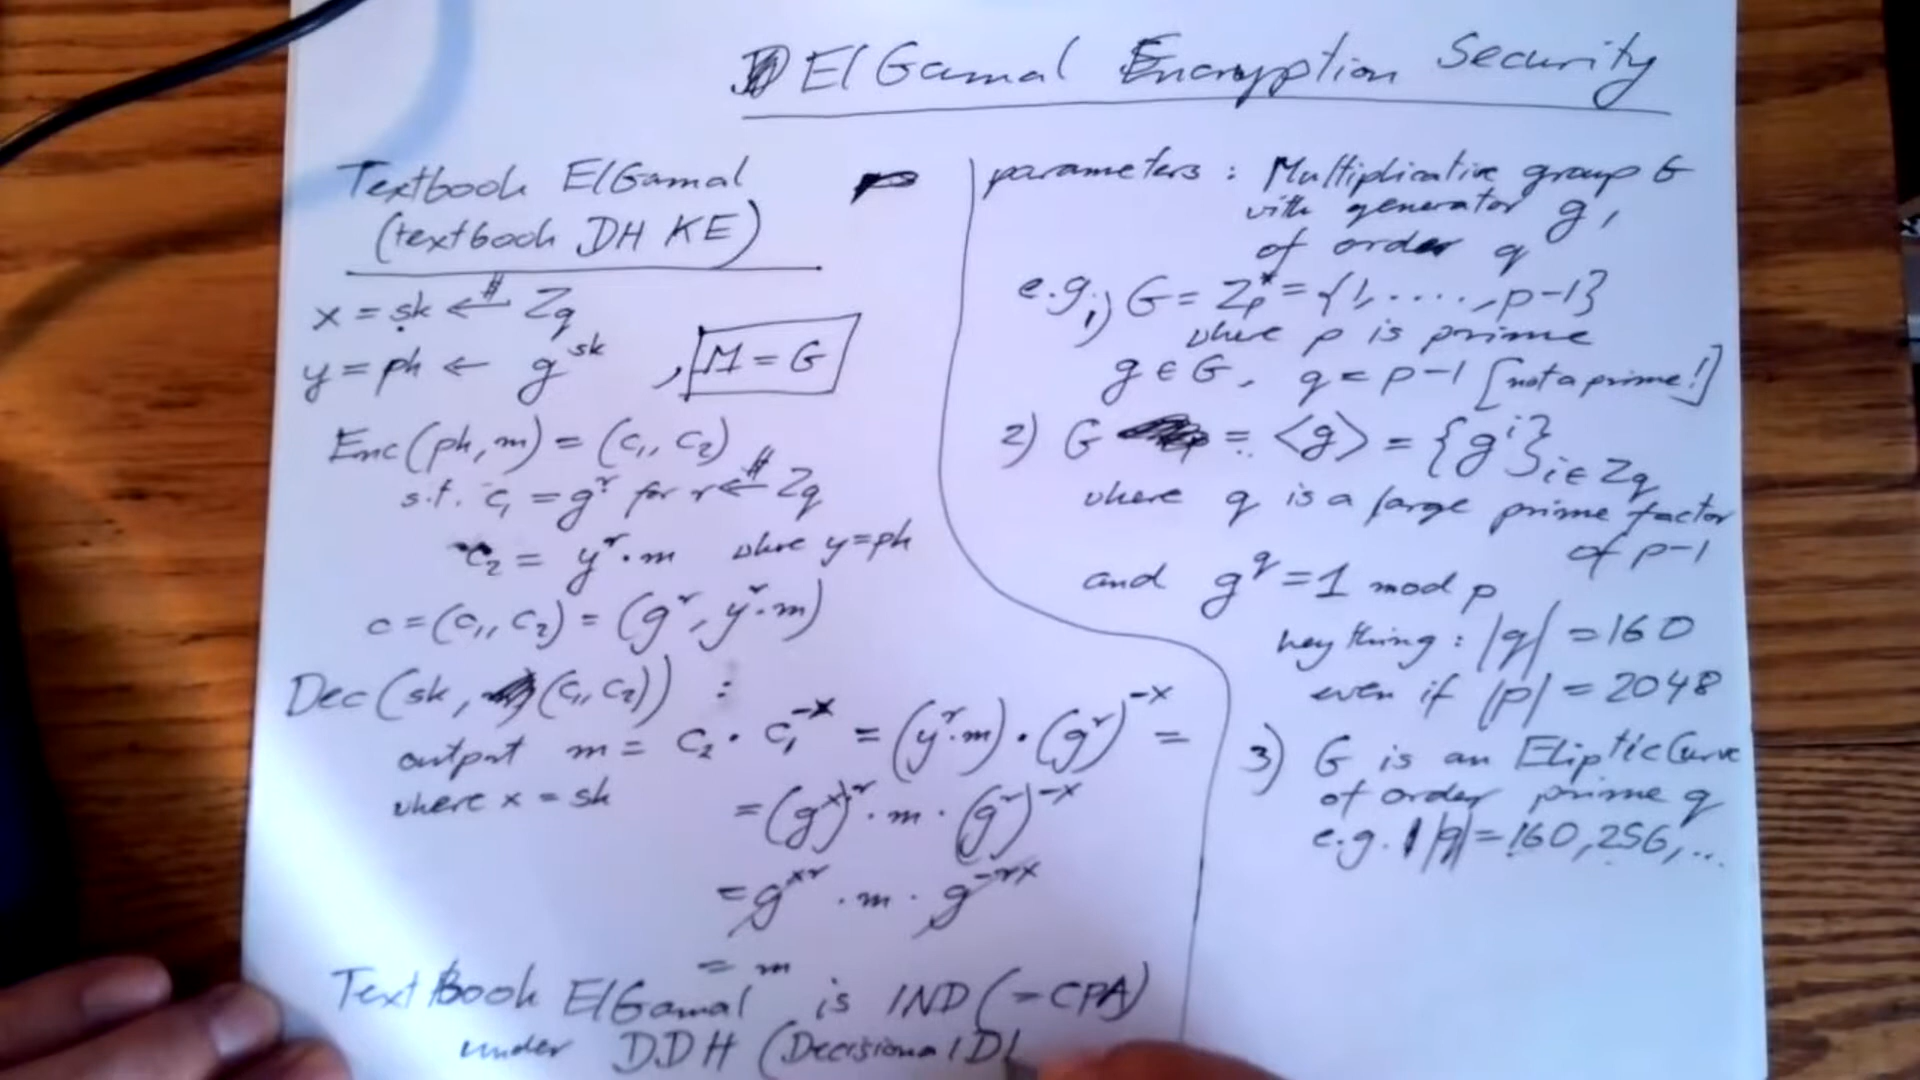 ElGamal Encryption Security
Textbook ElGamal
(textbook DH KE)
x = sk ←$ Zq
y = pk ← g^sk , M = G
Enc(pk, m) = (c₁, c₂)
s.t. c₁ = g^r for r ←$ Zq
c₂ = y^r · m where y = pk
c = (c₁, c₂) = (g^r, y^r · m)
Dec(sk, (c₁, c₂)) :
output m = c₂ · c₁^-x = (y^r · m) · (g^r)^-x =
where x = sk
= (g^x)^r · m · (g^r)^-x
= g^xr · m · g^-rx
= m
Text Book ElGamal is IND(-CPA)
under DDH (Decisional D
parameters : Multiplicative group G
with generator g,
of order q
e.g. 1) G = Zp* = {1, ...., p-1}
where p is prime
g ∈ G, q = p-1 [not a prime!]
2) G = <g> = {g^i} i ∈ Zq
where q is a large prime factor
of p-1
and g^q = 1 mod p
key thing : |q| = 160
even if |p| = 2048
3) G is an Eliptic Curve
of order prime q
e.g. |q| = 160, 256, ...